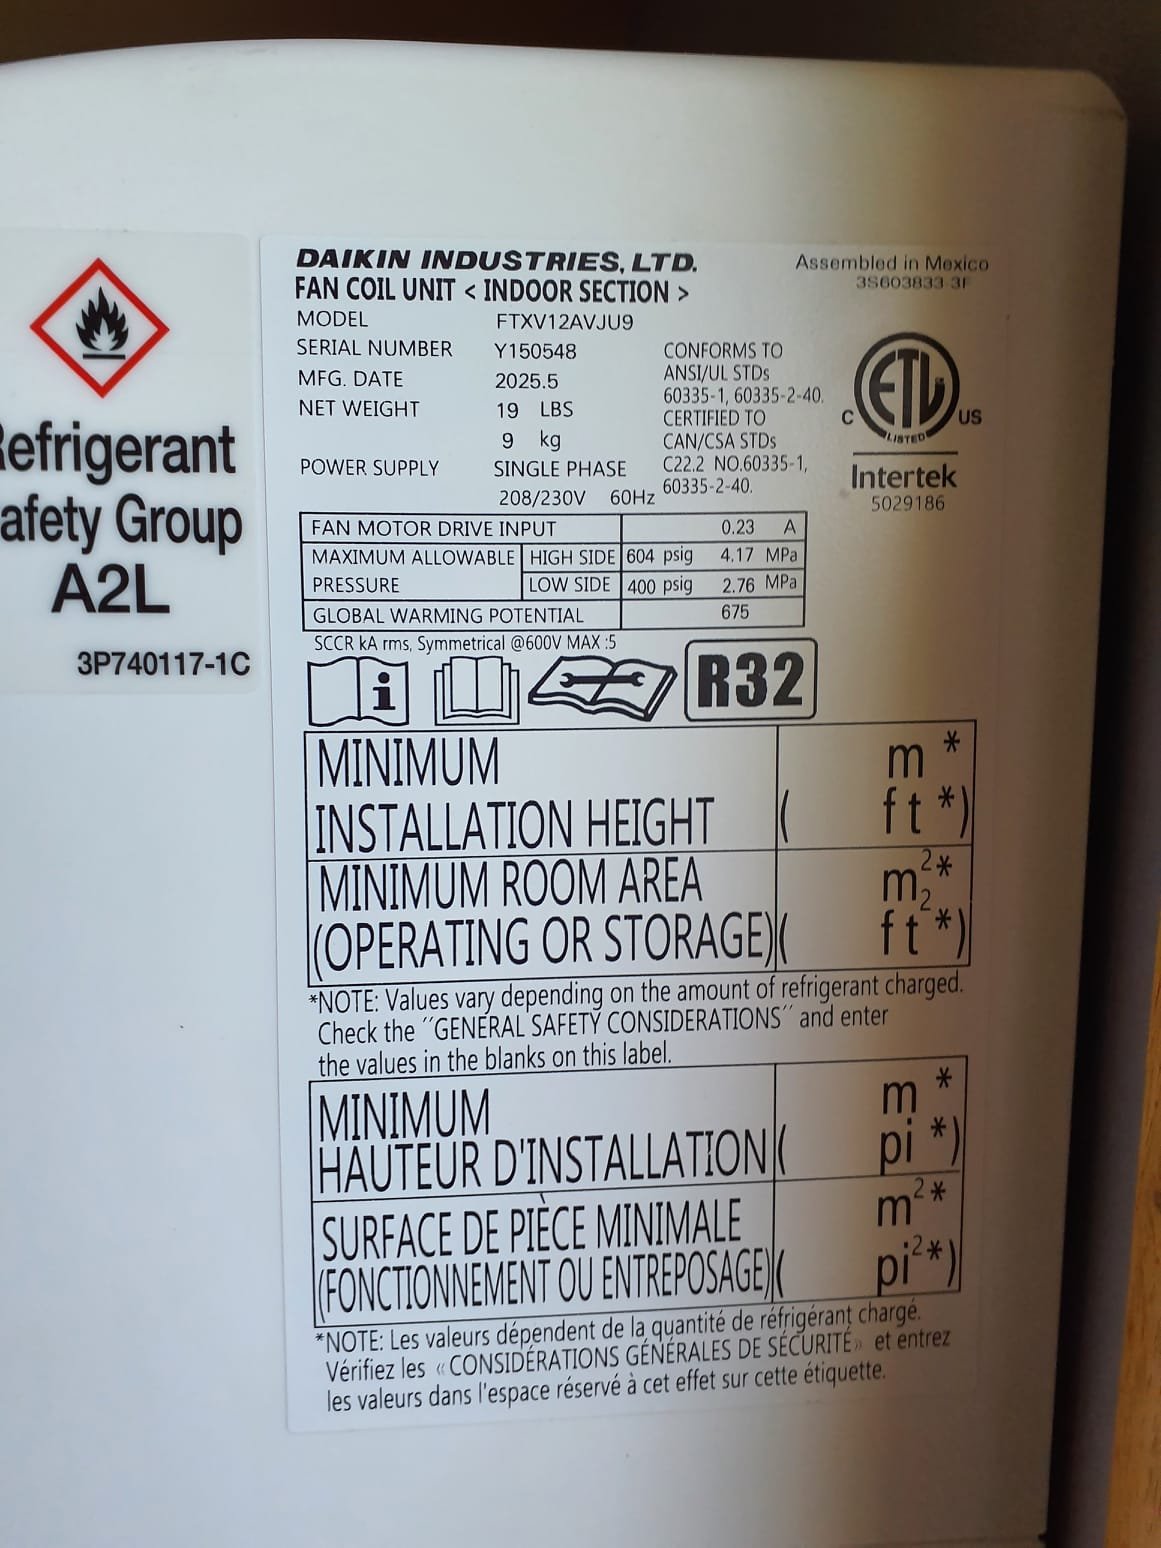 Refrigerant
Safety Group
A2L
3P740117-1C
DAIKIN INDUSTRIES, LTD.
Assembled in Mexico
3S603833-3F
FAN COIL UNIT < INDOOR SECTION >
MODEL FTXV12AVJU9
SERIAL NUMBER Y150548
MFG. DATE 2025.5
NET WEIGHT 19 LBS
9 kg
POWER SUPPLY SINGLE PHASE
208/230V 60Hz
CONFORMS TO
ANSI/UL STDs
60335-1, 60335-2-40.
CERTIFIED TO
CAN/CSA STDs
C22.2 NO.60335-1,
60335-2-40.
ETL
LISTED
C US
Intertek
5029186
FAN MOTOR DRIVE INPUT 0.23 A
MAXIMUM ALLOWABLE HIGH SIDE 604 psig 4.17 MPa
PRESSURE LOW SIDE 400 psig 2.76 MPa
GLOBAL WARMING POTENTIAL 675
SCCR kA rms, Symmetrical @600V MAX :5
i
R32
MINIMUM m *
INSTALLATION HEIGHT ( ft *)
MINIMUM ROOM AREA m²*
(OPERATING OR STORAGE) ( ft²*)
*NOTE: Values vary depending on the amount of refrigerant charged.
Check the ˝GENERAL SAFETY CONSIDERATIONS˝ and enter
the values in the blanks on this label.
MINIMUM m *
HAUTEUR D'INSTALLATION ( pi *)
SURFACE DE PIÈCE MINIMALE m²*
(FONCTIONNEMENT OU ENTREPOSAGE) ( pi²*)
*NOTE: Les valeurs dépendent de la quantité de réfrigérant chargé.
Vérifiez les « CONSIDÉRATIONS GÉNÉRALES DE SÉCURITÉ» et entrez
les valeurs dans l'espace réservé à cet effet sur cette étiquette.